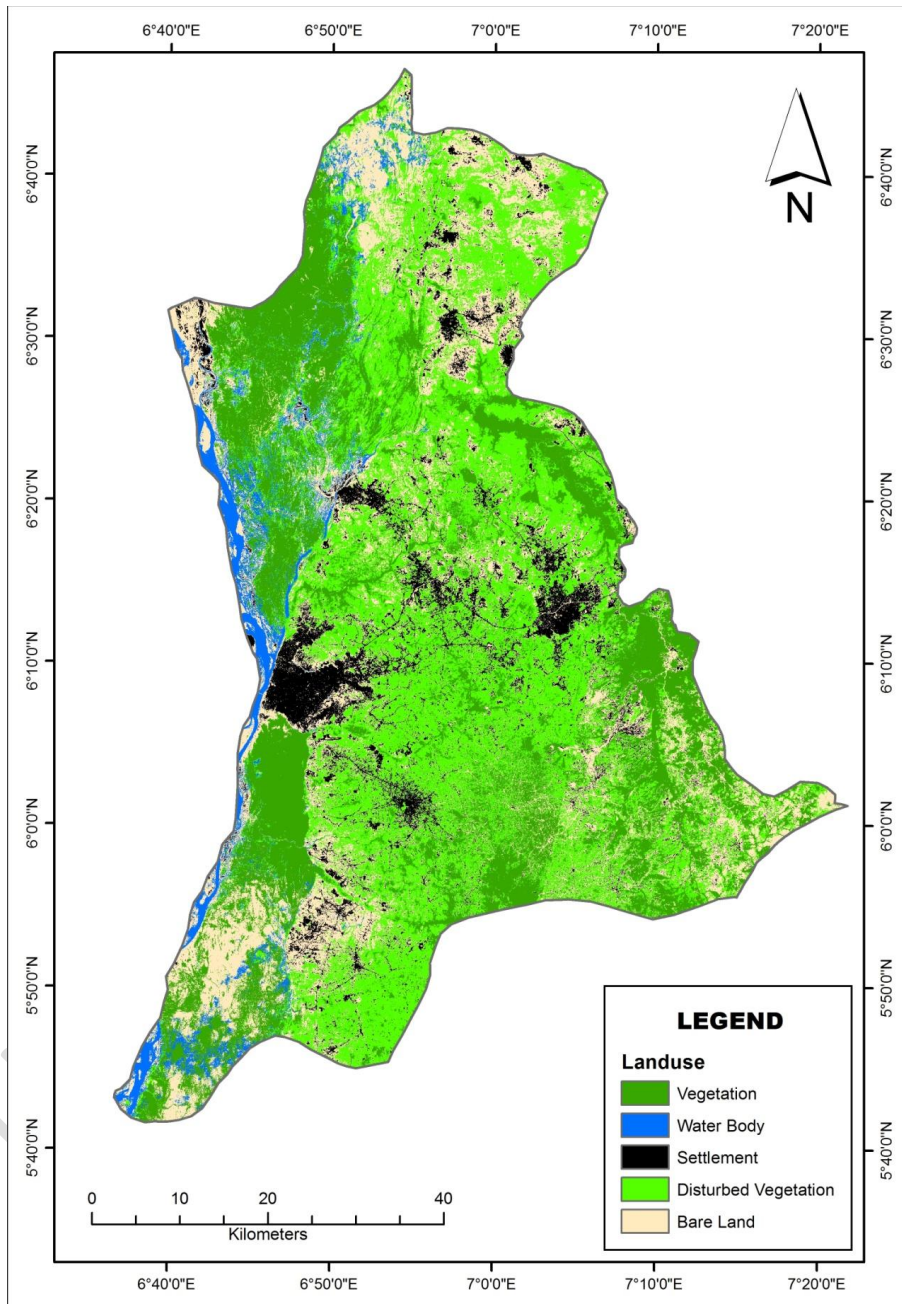 6°40'0"E 6°50'0"E 7°0'0"E 7°10'0"E 7°20'0"E
6°40'0"N 6°40'0"N
N
6°30'0"N 6°30'0"N
6°20'0"N 6°20'0"N
6°10'0"N 6°10'0"N
6°0'0"N 6°0'0"N
5°50'0"N 5°50'0"N
LEGEND
Landuse
Vegetation
Water Body
Settlement
Disturbed Vegetation
Bare Land
5°40'0"N 5°40'0"N
0 10 20 40
Kilometers
6°40'0"E 6°50'0"E 7°0'0"E 7°10'0"E 7°20'0"E